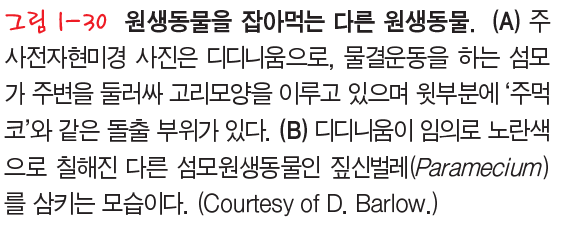 그림 1-30 원생동물을 잡아먹는 다른 원생동물. (A) 주
사전자현미경 사진은 디디니움으로, 물결운동을 하는 섬모
가 주변을 둘러싸 고리모양을 이루고 있으며 윗부분에 ‘주먹
코’와 같은 돌출 부위가 있다. (B) 디디니움이 임의로 노란색
으로 칠해진 다른 섬모원생동물인 짚신벌레(Paramecium)
를 삼키는 모습이다. (Courtesy of D. Barlow.)